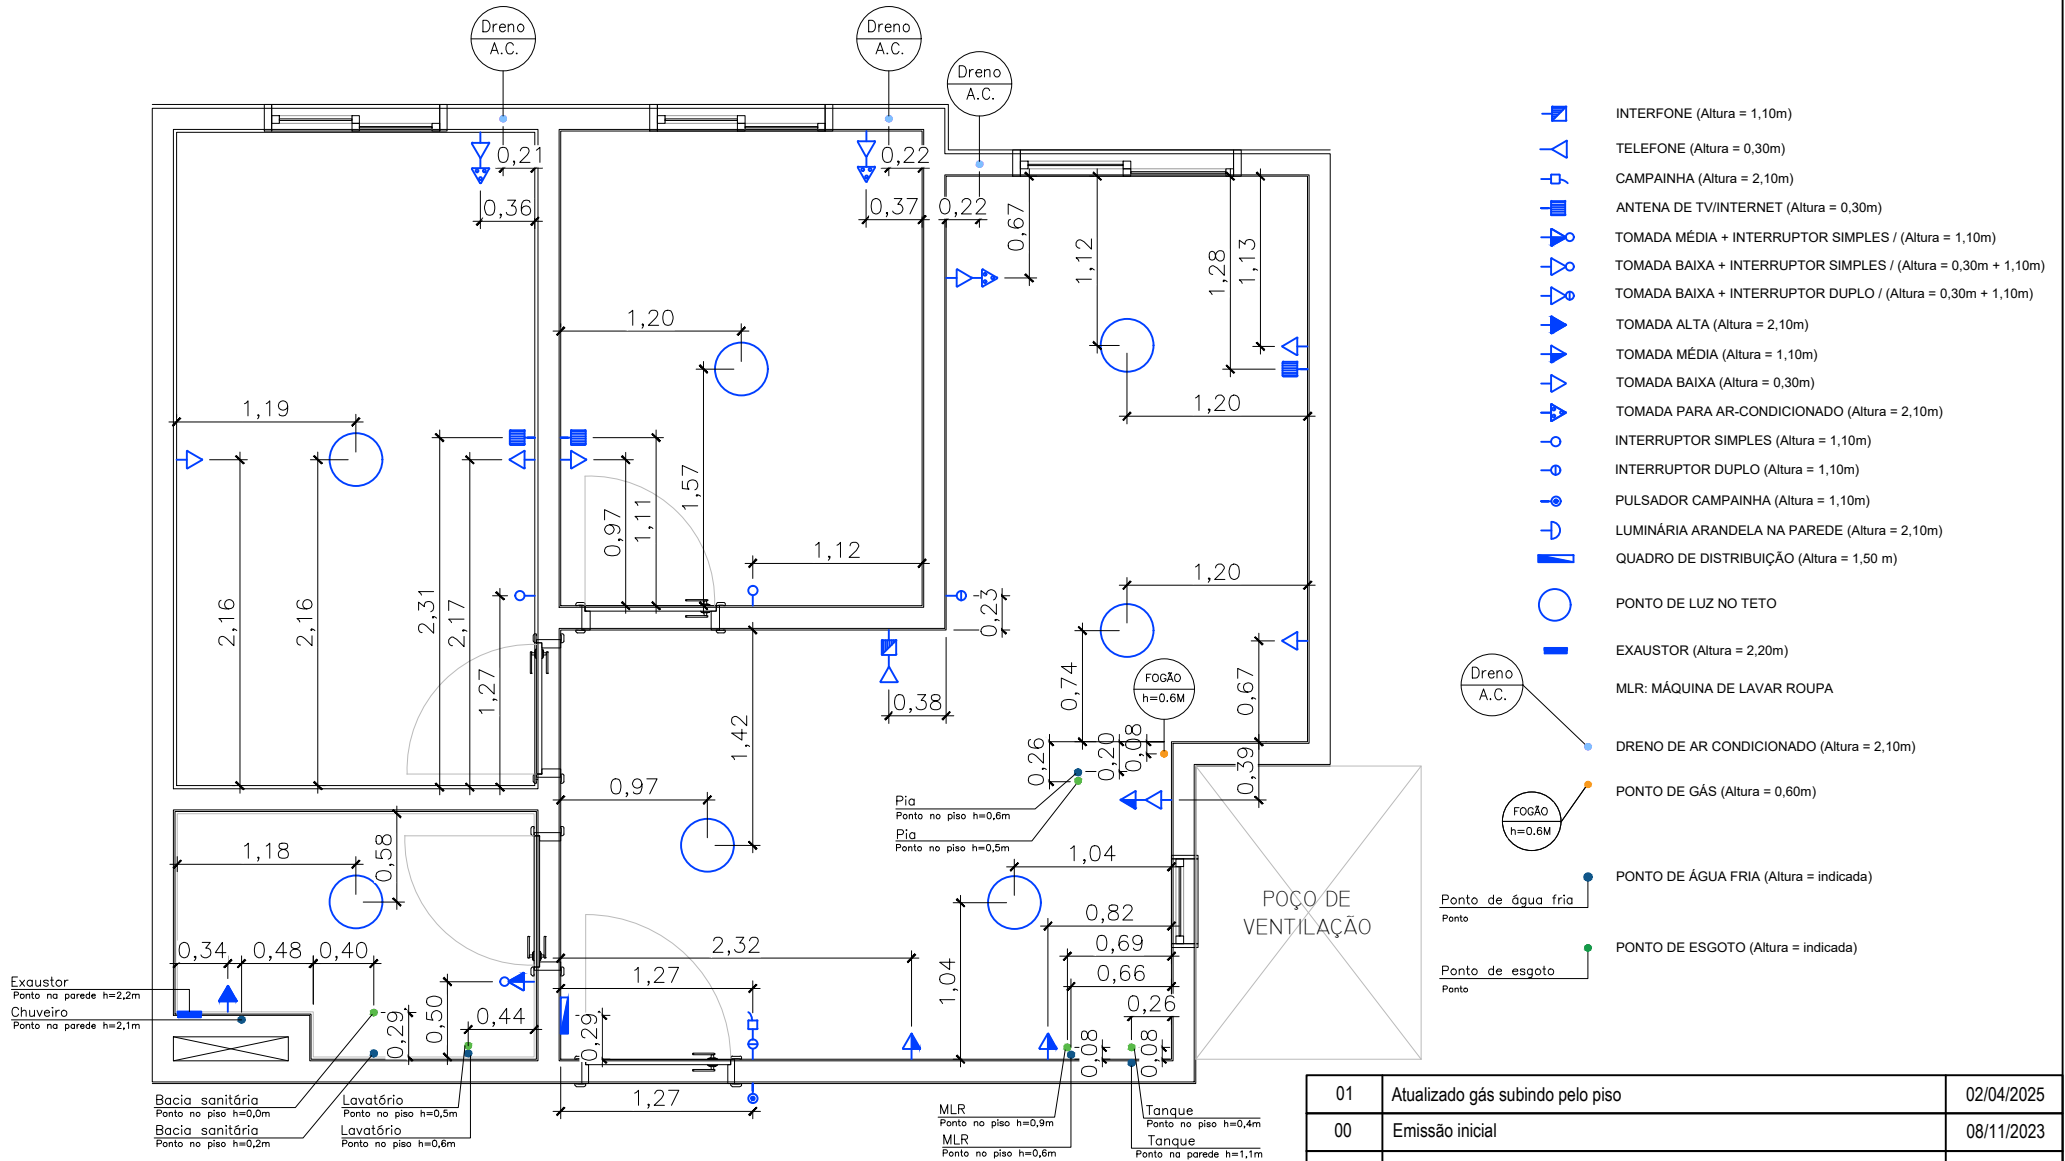 Dreno
A.C.
Dreno
A.C.
Dreno
A.C.
0,21
0,22
0,36
0,37
0,22
0,67
1,12
1,28
1,13
1,20
1,20
1,19
1,57
1,11
0,97
1,12
1,20
0,23
2,16
2,16
2,31
2,17
1,27
0,74
FOGÃO
h=0.6M
0,67
0,38
1,42
0,26
0,20
0,08
0,39
0,97
Pia
Ponto no piso h=0,6m
Pia
Ponto no piso h=0,5m
1,18
0,58
1,04
POÇO DE
VENTILAÇÃO
0,82
0,34
0,48
0,40
2,32
0,69
1,27
0,66
1,04
0,26
Exaustor
Ponto na parede h=2,2m
Chuveiro
Ponto na parede h=2,1m
0,29
0,50
0,44
0,29
0,08
0,08
Bacia sanitária
Ponto no piso h=0,0m
Bacia sanitária
Ponto no piso h=0,2m
Lavatório
Ponto no piso h=0,5m
Lavatório
Ponto no piso h=0,6m
1,27
MLR
Ponto no piso h=0,9m
MLR
Ponto no piso h=0,6m
Tanque
Ponto no piso h=0,4m
Tanque
Ponto na parede h=1,1m
INTERFONE (Altura = 1,10m)
TELEFONE (Altura = 0,30m)
CAMPAINHA (Altura = 2,10m)
ANTENA DE TV/INTERNET (Altura = 0,30m)
TOMADA MÉDIA + INTERRUPTOR SIMPLES / (Altura = 1,10m)
TOMADA BAIXA + INTERRUPTOR SIMPLES / (Altura = 0,30m + 1,10m)
TOMADA BAIXA + INTERRUPTOR DUPLO / (Altura = 0,30m + 1,10m)
TOMADA ALTA (Altura = 2,10m)
TOMADA MÉDIA (Altura = 1,10m)
TOMADA BAIXA (Altura = 0,30m)
TOMADA PARA AR-CONDICIONADO (Altura = 2,10m)
INTERRUPTOR SIMPLES (Altura = 1,10m)
INTERRUPTOR DUPLO (Altura = 1,10m)
PULSADOR CAMPAINHA (Altura = 1,10m)
LUMINÁRIA ARANDELA NA PAREDE (Altura = 2,10m)
QUADRO DE DISTRIBUIÇÃO (Altura = 1,50 m)
PONTO DE LUZ NO TETO
EXAUSTOR (Altura = 2,20m)
MLR: MÁQUINA DE LAVAR ROUPA
Dreno
A.C.
DRENO DE AR CONDICIONADO (Altura = 2,10m)
PONTO DE GÁS (Altura = 0,60m)
FOGÃO
h=0.6M
PONTO DE ÁGUA FRIA (Altura = indicada)
Ponto de água fria
Ponto
PONTO DE ESGOTO (Altura = indicada)
Ponto de esgoto
Ponto
01 Atualizado gás subindo pelo piso 02/04/2025
00 Emissão inicial 08/11/2023